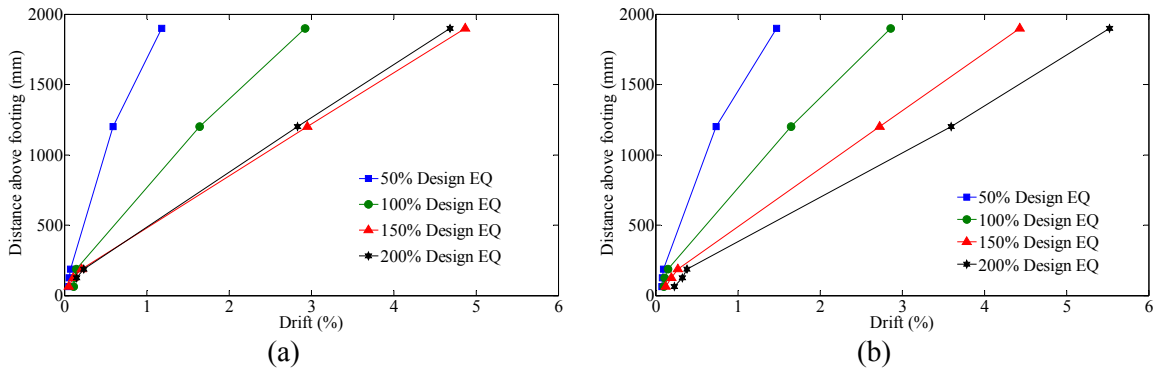 2000
1500
1000
500
0
Distance above footing (mm)
50% Design EQ
100% Design EQ
150% Design EQ
200% Design EQ
0 1 2 3 4 5 6
Drift (%)
(a)
2000
1500
1000
500
0
Distance above footing (mm)
50% Design EQ
100% Design EQ
150% Design EQ
200% Design EQ
0 1 2 3 4 5 6
Drift (%)
(b)